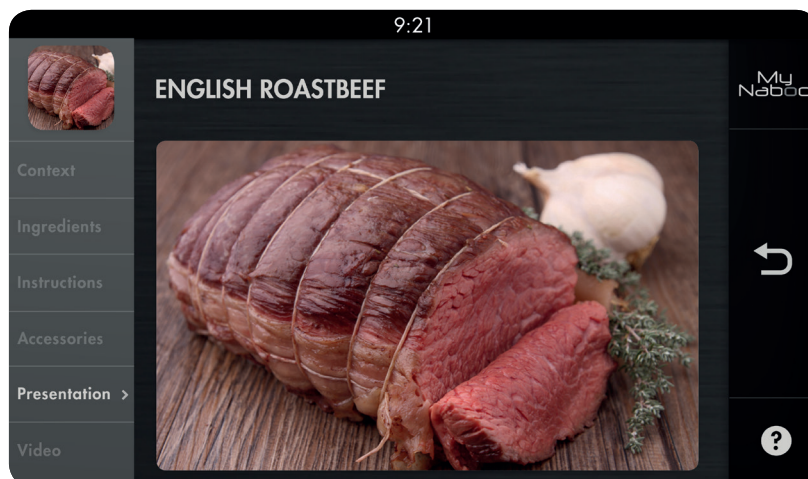 9:21
ENGLISH ROASTBEEF
My
Naboo
Context
Ingredients
Instructions
Accessories
Presentation >
Video
?